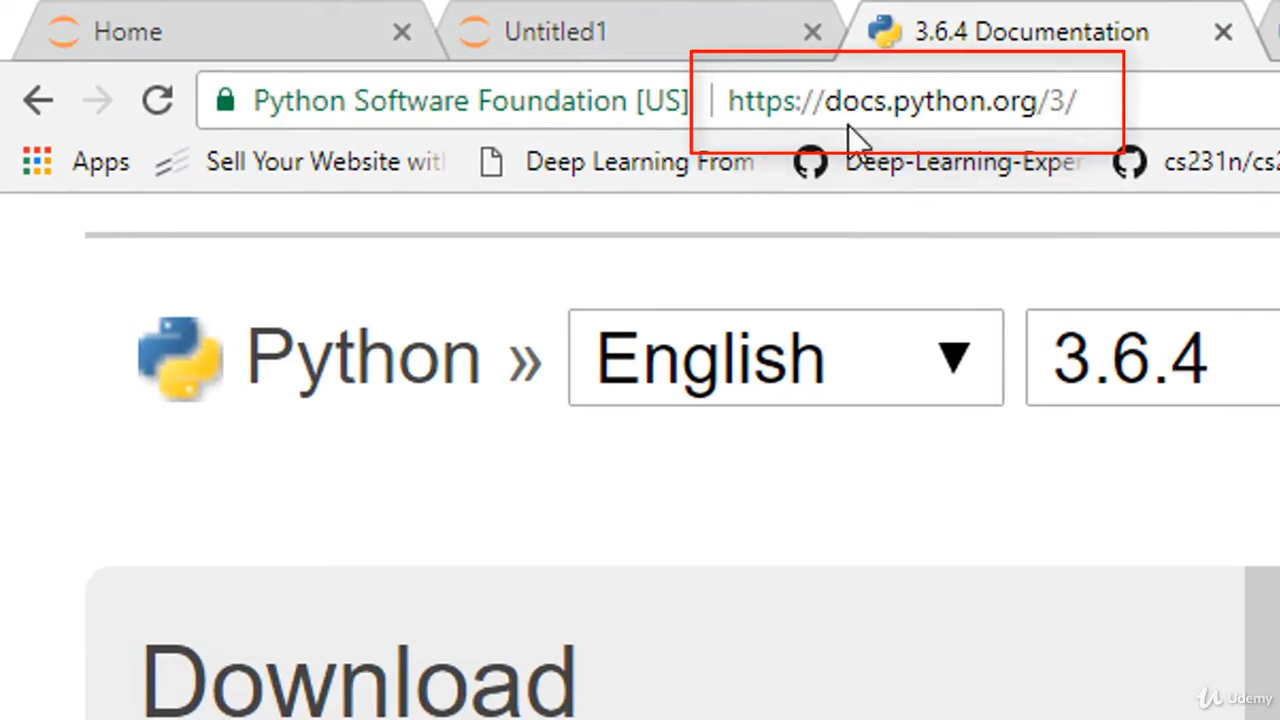 Home
Untitled1
3.6.4 Documentation
Python Software Foundation [US] | https://docs.python.org/3/
Apps
Sell Your Website wit
Deep Learning From
Deep-Learning-Exper
cs231n/cs2
Python »
English
3.6.4
Download
Udemy